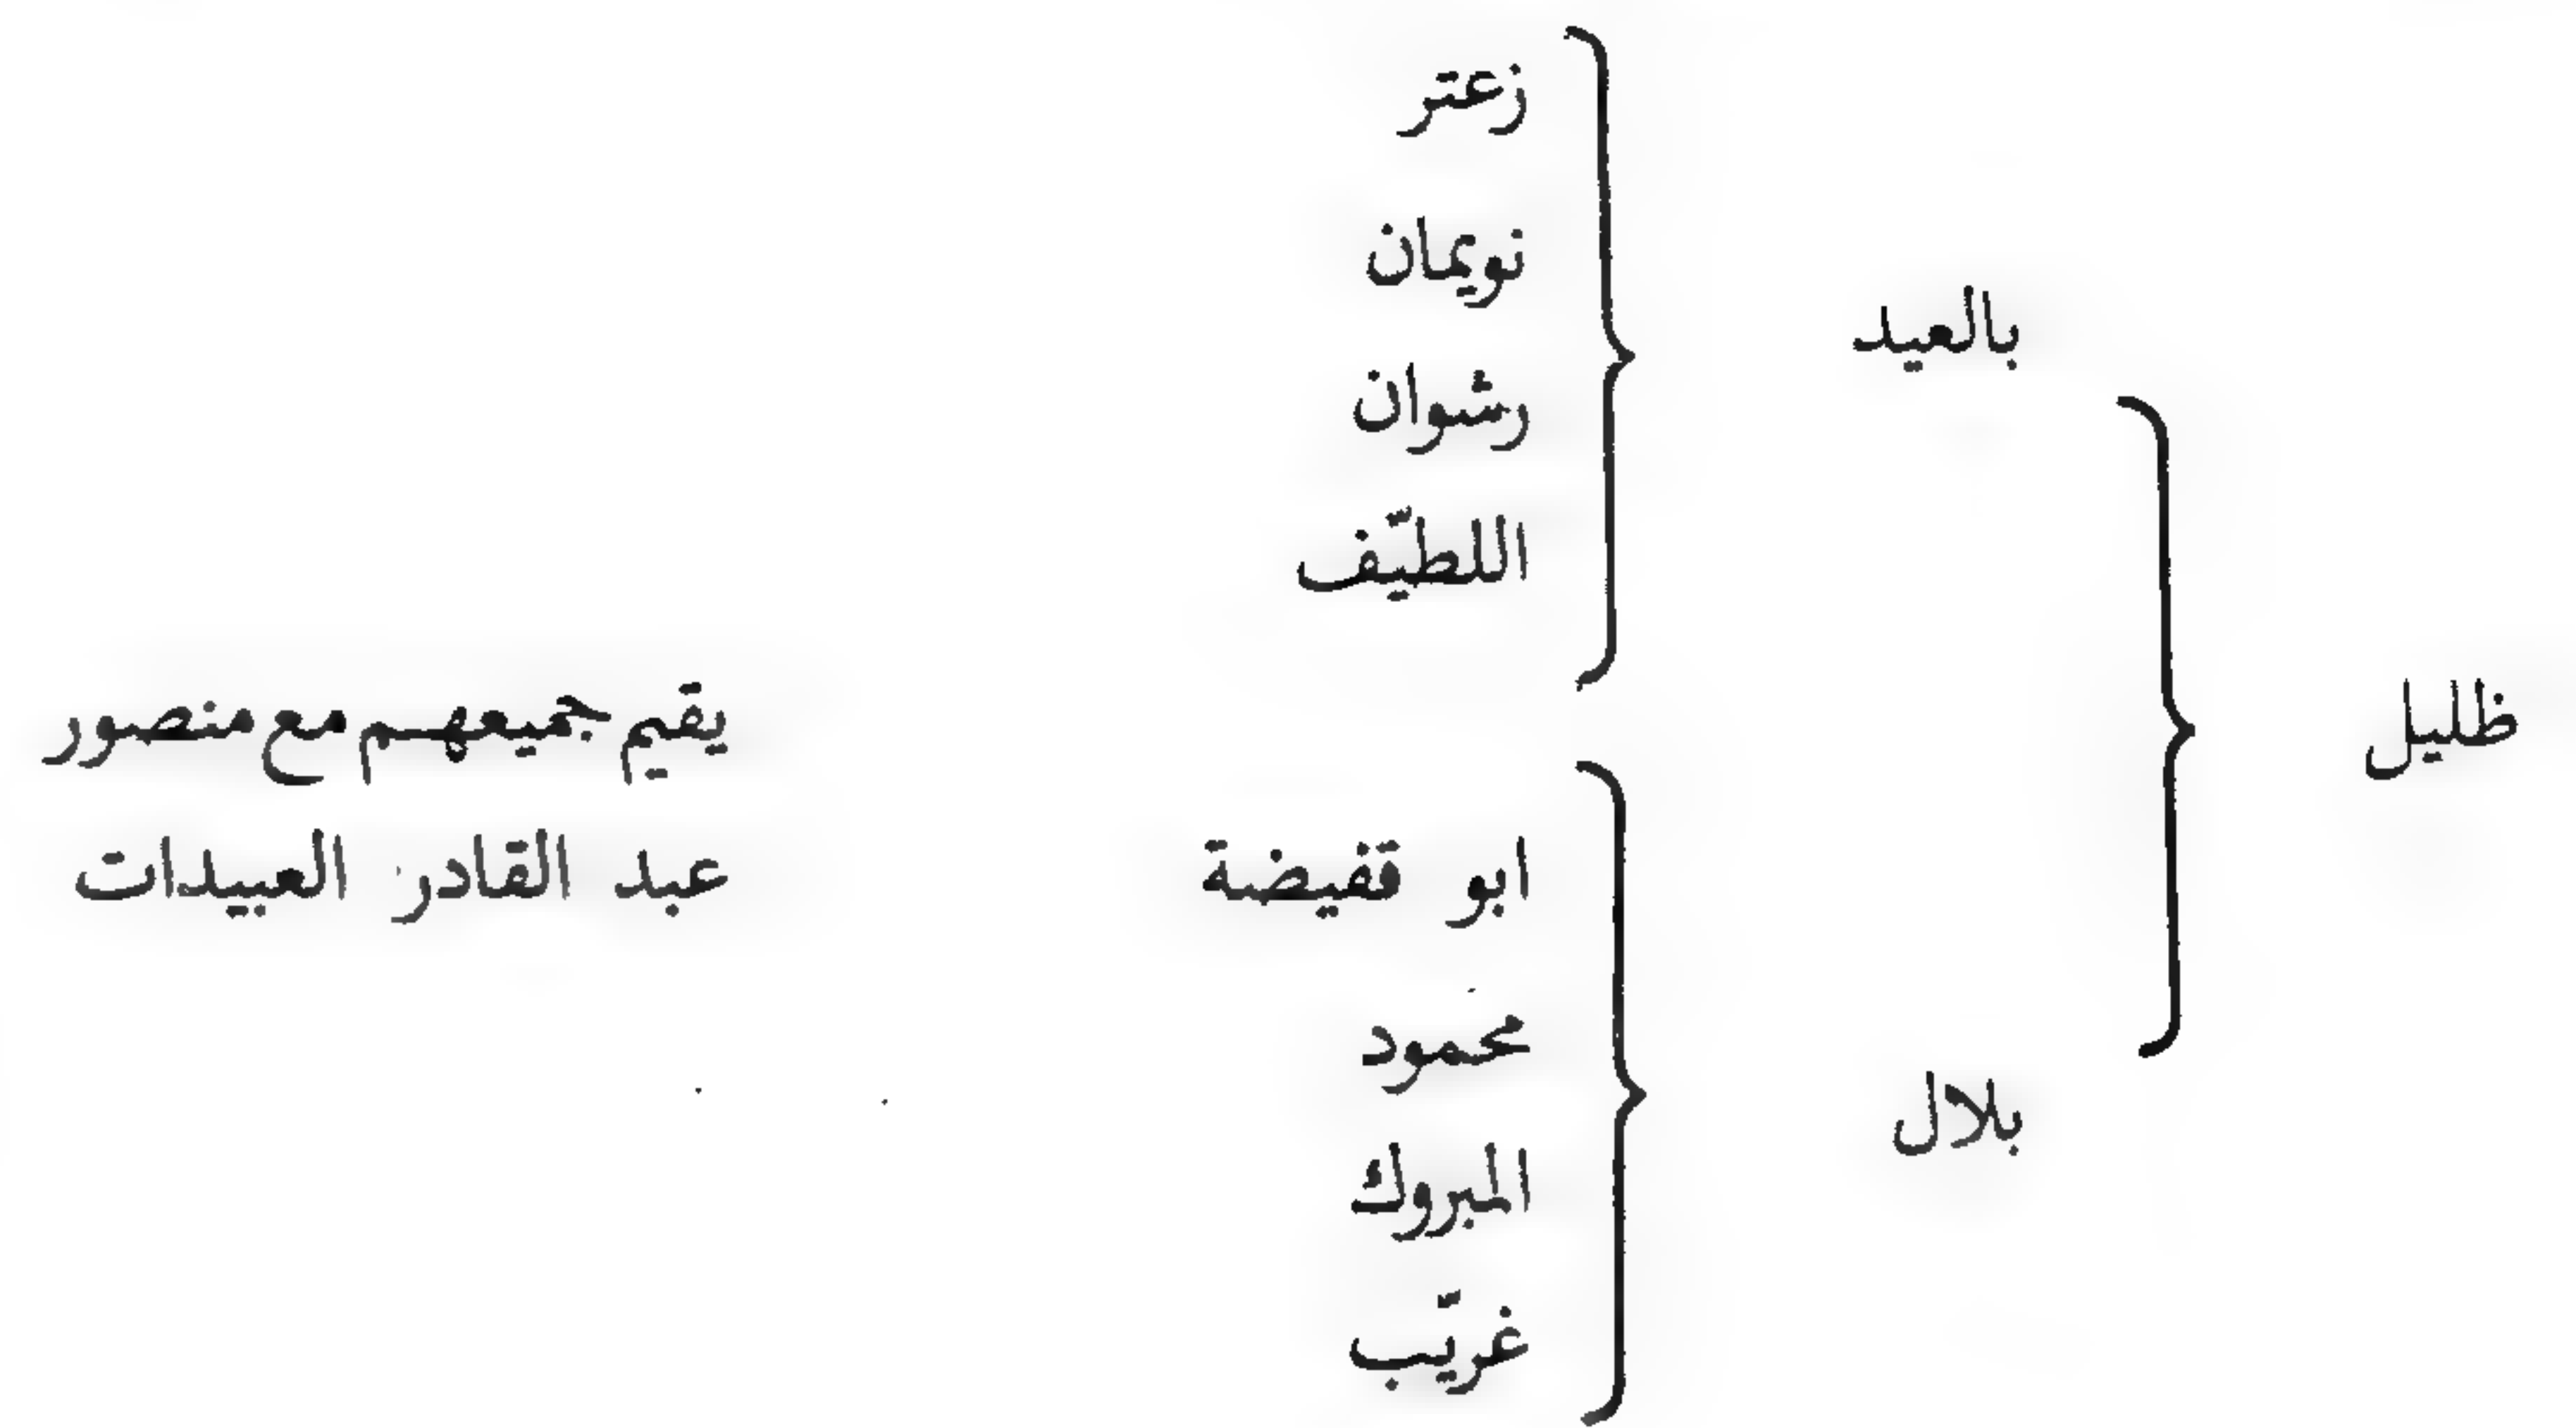 ظليل
بالعيد
زعتر
نويمان
رشوان
اللطيّف
بلال
ابو قفيضة
محمود
المبروك
غريّب
يقيم جميعهم مع منصور
عبد القادر العبيدات